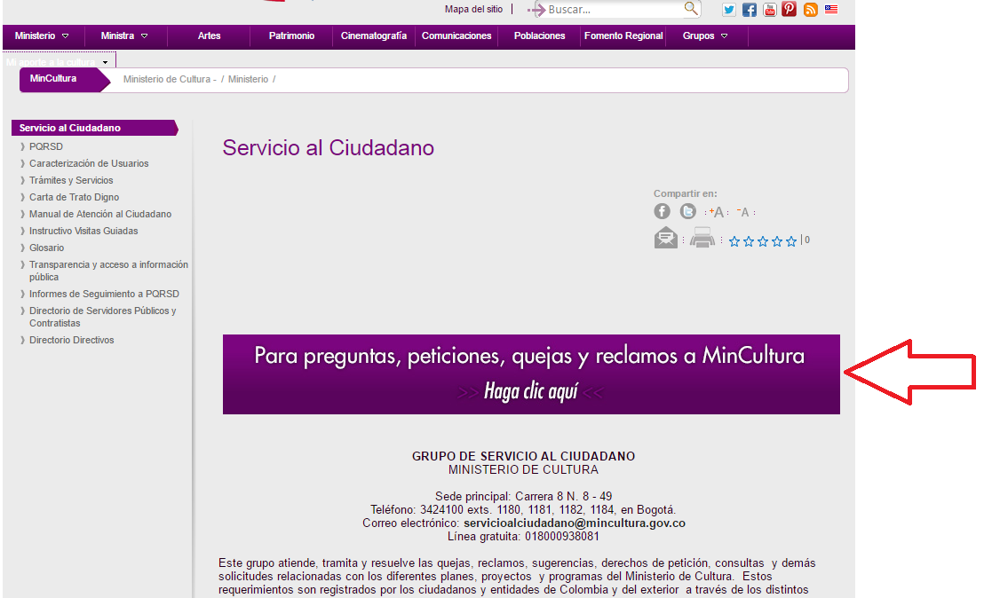 Mapa del sitio
Buscar...
Ministerio
Ministra
Artes
Patrimonio
Cinematografía
Comunicaciones
Poblaciones
Fomento Regional
Grupos
Mi aporte a la cultura
MinCultura
Ministerio de Cultura - / Ministerio /
Servicio al Ciudadano
PQRSD
Caracterización de Usuarios
Trámites y Servicios
Carta de Trato Digno
Manual de Atención al Ciudadano
Instructivo Visitas Guiadas
Glosario
Transparencia y acceso a información
pública
Informes de Seguimiento a PQRSD
Directorio de Servidores Públicos y
Contratistas
Directorio Directivos
Servicio al Ciudadano
Compartir en:
+A
-A
0
Para preguntas, peticiones, quejas y reclamos a MinCultura
>> Haga clic aquí <<
GRUPO DE SERVICIO AL CIUDADANO
MINISTERIO DE CULTURA
Sede principal: Carrera 8 N. 8 - 49
Teléfono: 3424100 exts. 1180, 1181, 1182, 1184, en Bogotá.
Correo electrónico: servicioalciudadano@mincultura.gov.co
Línea gratuita: 018000938081
Este grupo atiende, tramita y resuelve las quejas, reclamos, sugerencias, derechos de petición, consultas y demás
solicitudes relacionadas con los diferentes planes, proyectos y programas del Ministerio de Cultura. Estos
requerimientos son registrados por los ciudadanos y entidades de Colombia y del exterior a través de los distintos